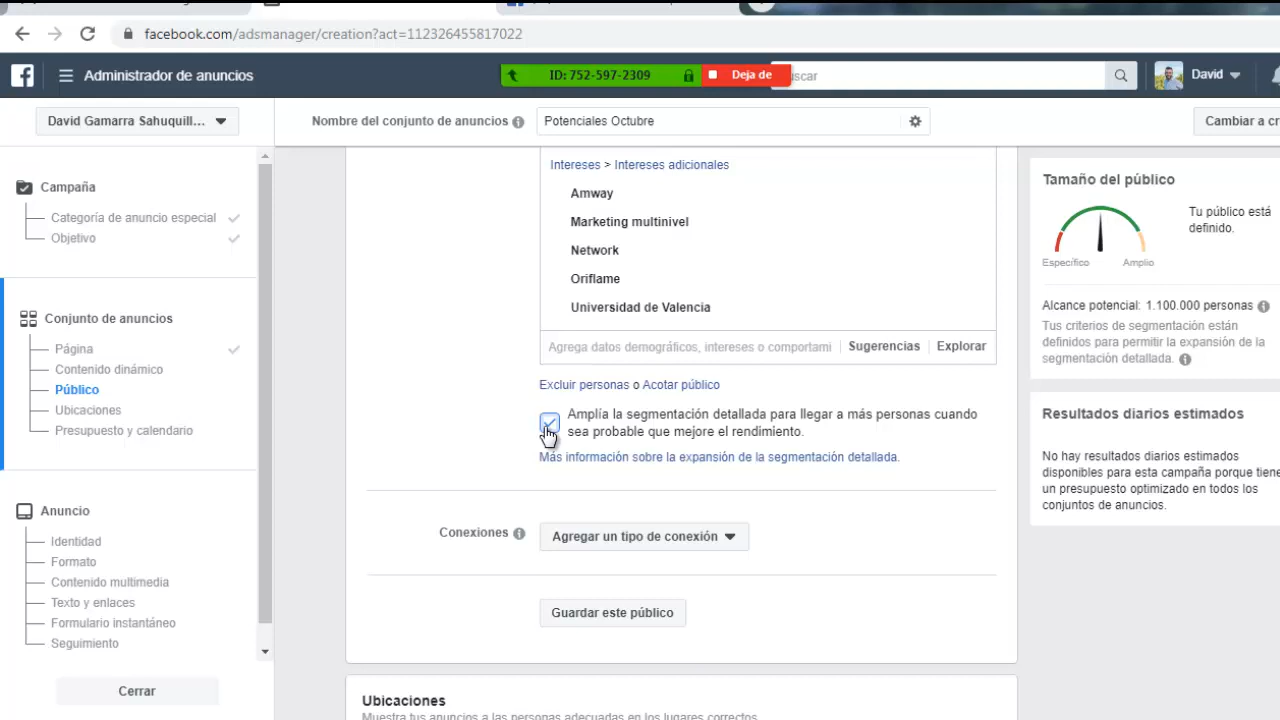 facebook.com/adsmanager/creation?act=112326455817022
Administrador de anuncios
ID: 752-597-2309
Deja de
uscar
David
David Gamarra Sahuquill...
Nombre del conjunto de anuncios
Potenciales Octubre
Cambiar a cr
Campaña
Categoría de anuncio especial
Objetivo
Conjunto de anuncios
Página
Contenido dinámico
Público
Ubicaciones
Presupuesto y calendario
Anuncio
Identidad
Formato
Contenido multimedia
Texto y enlaces
Formulario instantáneo
Seguimiento
Cerrar
Intereses > Intereses adicionales
Amway
Marketing multinivel
Network
Oriflame
Universidad de Valencia
Agrega datos demográficos, intereses o comportami
Sugerencias
Explorar
Excluir personas o Acotar público
Amplía la segmentación detallada para llegar a más personas cuando
sea probable que mejore el rendimiento.
Más información sobre la expansión de la segmentación detallada.
Conexiones
Agregar un tipo de conexión
Guardar este público
Ubicaciones
Muestra tus anuncios a las personas adecuadas en los lugares correctos.
Tamaño del público
Específico
Amplio
Tu público está
definido.
Alcance potencial: 1.100.000 personas
Tus criterios de segmentación están
definidos para permitir la expansión de la
segmentación detallada.
Resultados diarios estimados
No hay resultados diarios estimados
disponibles para esta campaña porque tiene
un presupuesto optimizado en todos los
conjuntos de anuncios.